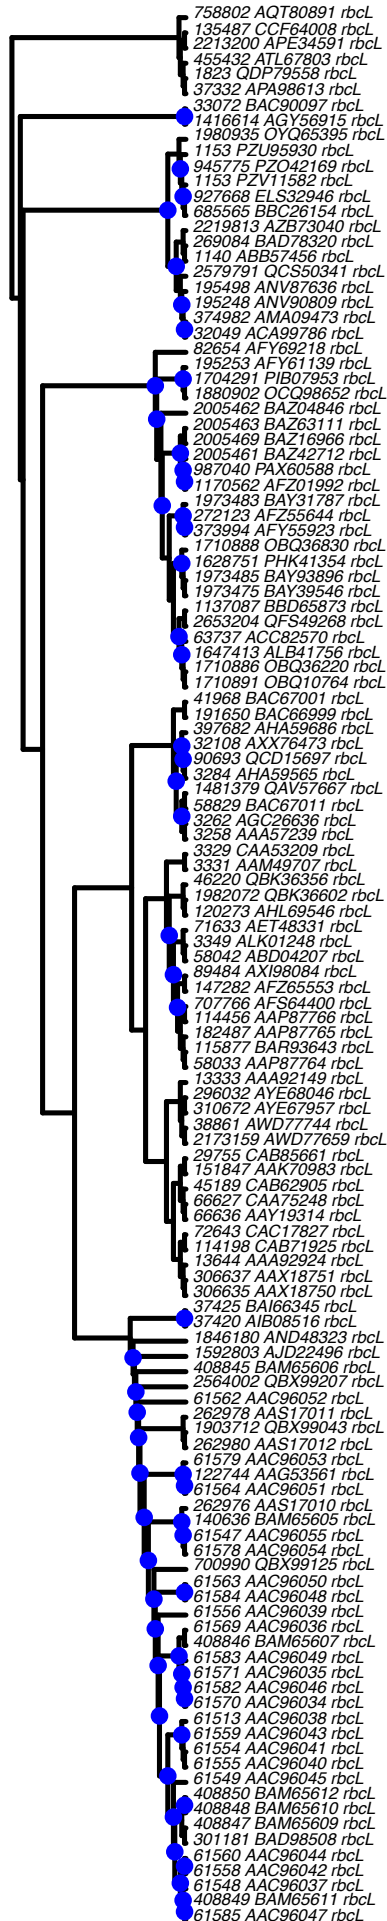 758802 AQT80891 rbcL
135487 CCF64008 rbcL
2213200 APE34591 rbcL
455432 ATL67803 rbcL
1823 QDP79558 rbcL
37332 APA98613 rbcL
33072 BAC90097 rbcL
1416614 AGY56915 rbcL
1980935 OYQ65395 rbcL
1153 PZU95930 rbcL
945775 PZO42169 rbcL
1153 PZV11582 rbcL
927668 ELS32946 rbcL
685565 BBC26154 rbcL
2219813 AZB73040 rbcL
269084 BAD78320 rbcL
1140 ABB57456 rbcL
2579791 QCS50341 rbcL
195498 ANV87636 rbcL
195248 ANV90809 rbcL
374982 AMA09473 rbcL
32049 ACA99786 rbcL
82654 AFY69218 rbcL
195253 AFY61139 rbcL
1704291 PIB07953 rbcL
1880902 OCQ98652 rbcL
2005462 BAZ04846 rbcL
2005463 BAZ63111 rbcL
2005469 BAZ16966 rbcL
2005461 BAZ42712 rbcL
987040 PAX60588 rbcL
1170562 AFZ01992 rbcL
1973483 BAY31787 rbcL
272123 AFZ55644 rbcL
373994 AFY55923 rbcL
1710888 OBQ36830 rbcL
1628751 PHK41354 rbcL
1973485 BAY93896 rbcL
1973475 BAY39546 rbcL
1137087 BBD65873 rbcL
2653204 QFS49268 rbcL
63737 ACC82570 rbcL
1647413 ALB41756 rbcL
1710886 OBQ36220 rbcL
1710891 OBQ10764 rbcL
41968 BAC67001 rbcL
191650 BAC66999 rbcL
397682 AHA59686 rbcL
32108 AXX76473 rbcL
90693 QCD15697 rbcL
3284 AHA59565 rbcL
1481379 QAV57667 rbcL
58829 BAC67011 rbcL
3262 AGC26636 rbcL
3258 AAA57239 rbcL
3329 CAA53209 rbcL
3331 AAM49707 rbcL
46220 QBK36356 rbcL
1982072 QBK36602 rbcL
120273 AHL69546 rbcL
71633 AET48331 rbcL
3349 ALK01248 rbcL
58042 ABD04207 rbcL
89484 AXI98084 rbcL
147282 AFZ65553 rbcL
707766 AFS64400 rbcL
114456 AAP87766 rbcL
182487 AAP87765 rbcL
115877 BAR93643 rbcL
58033 AAP87764 rbcL
13333 AAA92149 rbcL
296032 AYE68046 rbcL
310672 AYE67957 rbcL
38861 AWD77744 rbcL
2173159 AWD77659 rbcL
29755 CAB85661 rbcL
151847 AAK70983 rbcL
45189 CAB62905 rbcL
66627 CAA75248 rbcL
66636 AAY19314 rbcL
72643 CAC17827 rbcL
114198 CAB71925 rbcL
13644 AAA92924 rbcL
306637 AAX18751 rbcL
306635 AAX18750 rbcL
37425 BAI66345 rbcL
37420 AIB08516 rbcL
1846180 AND48323 rbcL
1592803 AJD22496 rbcL
408845 BAM65606 rbcL
2564002 QBX99207 rbcL
61562 AAC96052 rbcL
262978 AAS17011 rbcL
1903712 QBX99043 rbcL
262980 AAS17012 rbcL
61579 AAC96053 rbcL
122744 AAG53561 rbcL
61564 AAC96051 rbcL
262976 AAS17010 rbcL
140636 BAM65605 rbcL
61547 AAC96055 rbcL
61578 AAC96054 rbcL
700990 QBX99125 rbcL
61563 AAC96050 rbcL
61584 AAC96048 rbcL
61556 AAC96039 rbcL
61569 AAC96036 rbcL
408846 BAM65607 rbcL
61583 AAC96049 rbcL
61571 AAC96035 rbcL
61582 AAC96046 rbcL
61570 AAC96034 rbcL
61513 AAC96038 rbcL
61559 AAC96043 rbcL
61554 AAC96041 rbcL
61555 AAC96040 rbcL
61549 AAC96045 rbcL
408850 BAM65612 rbcL
408848 BAM65610 rbcL
408847 BAM65609 rbcL
301181 BAD98508 rbcL
61560 AAC96044 rbcL
61558 AAC96042 rbcL
61548 AAC96037 rbcL
408849 BAM65611 rbcL
61585 AAC96047 rbcL